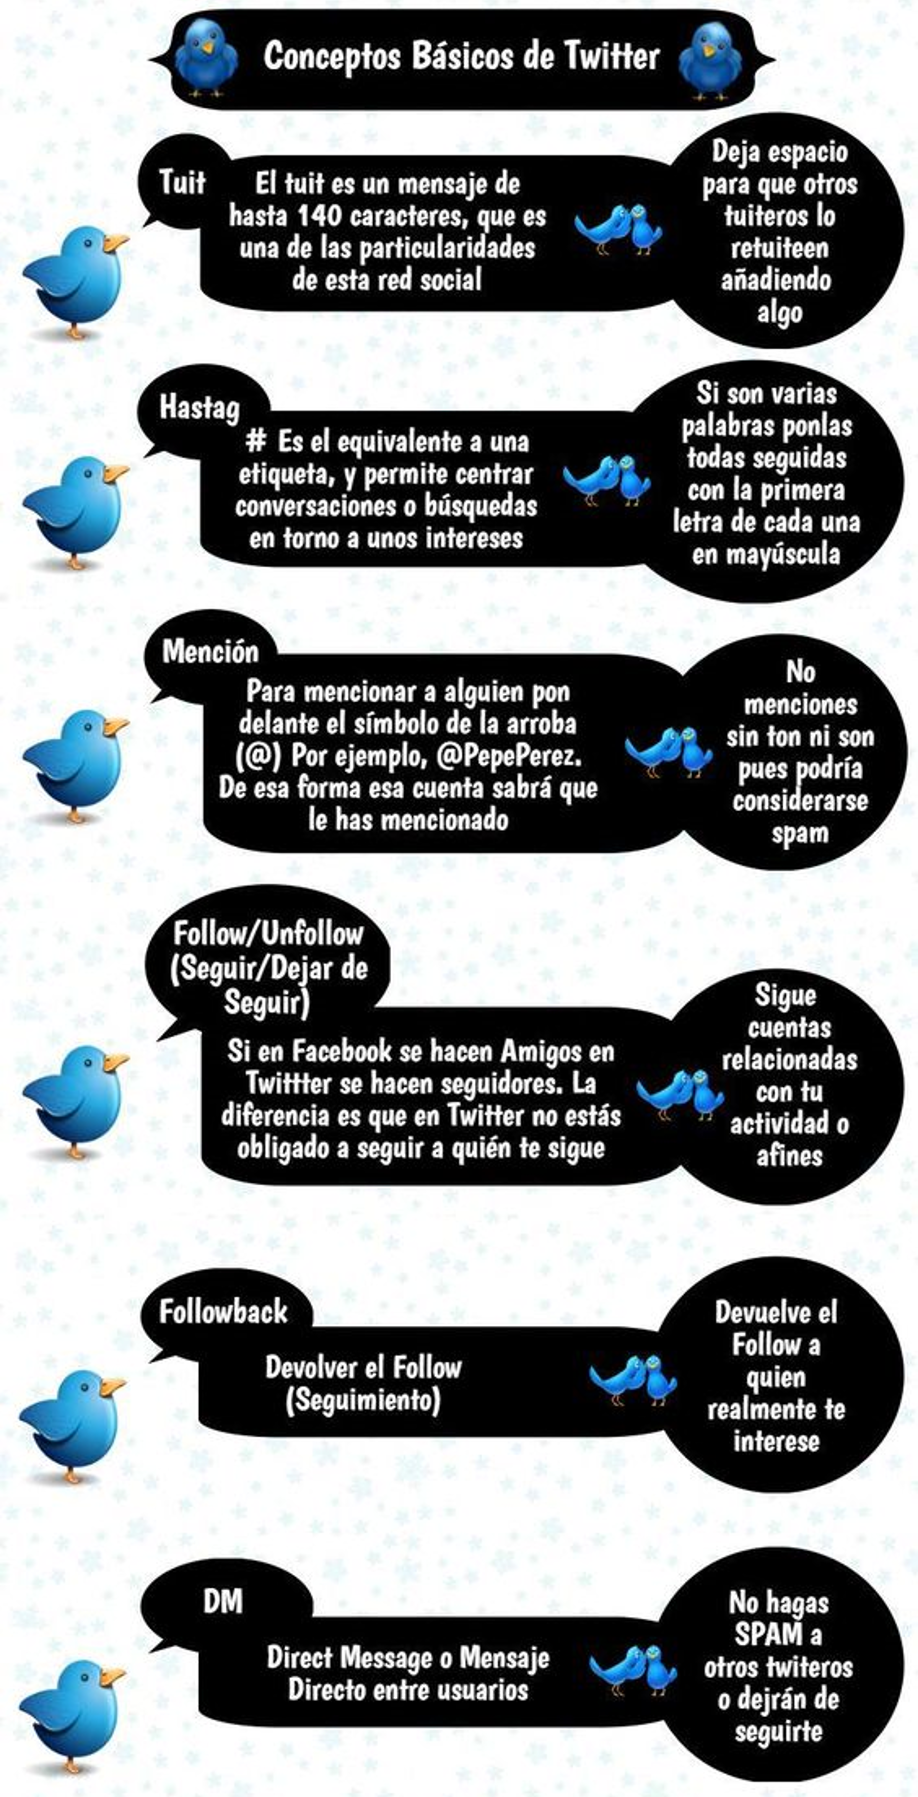 Conceptos Básicos de Twitter
Tuit
El tuit es un mensaje de
hasta 140 caracteres, que es
una de las particularidades
de esta red social
Deja espacio
para que otros
tuiteros lo
retuiteen
añadiendo
algo
Hastag
# Es el equivalente a una
etiqueta, y permite centrar
conversaciones o búsquedas
en torno a unos intereses
Si son varias
palabras ponlas
todas seguidas
con la primera
letra de cada una
en mayúscula
Mención
Para mencionar a alguien pon
delante el símbolo de la arroba
(@) Por ejemplo, @PepePerez.
De esa forma esa cuenta sabrá que
le has mencionado
No
menciones
sin ton ni son
pues podría
considerarse
spam
Follow/Unfollow
(Seguir/Dejar de
Seguir)
Si en Facebook se hacen Amigos en
Twittter se hacen seguidores. La
diferencia es que en Twitter no estás
obligado a seguir a quién te sigue
Sigue
cuentas
relacionadas
con tu
actividad o
afines
Followback
Devolver el Follow
(Seguimiento)
Devuelve el
Follow a
quien
realmente te
interese
DM
Direct Message o Mensaje
Directo entre usuarios
No hagas
SPAM a
otros twiteros
o dejrán de
seguirte